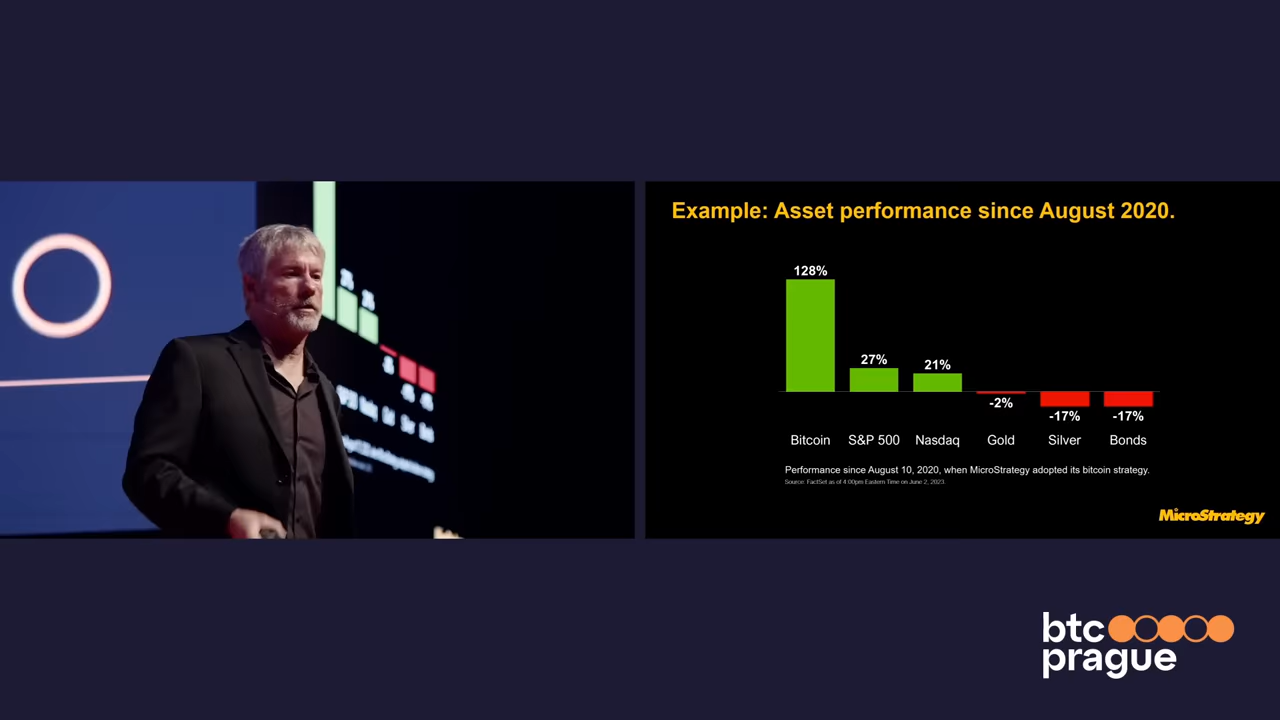 Example: Asset performance since August 2020.
128%
27%
21%
-2%
-17%
-17%
Bitcoin
S&P 500
Nasdaq
Gold
Silver
Bonds
Performance since August 10, 2020, when MicroStrategy adopted its bitcoin strategy.
Source: FactSet as of 4:00pm Eastern Time on June 2, 2023.
MicroStrategy
btc
prague